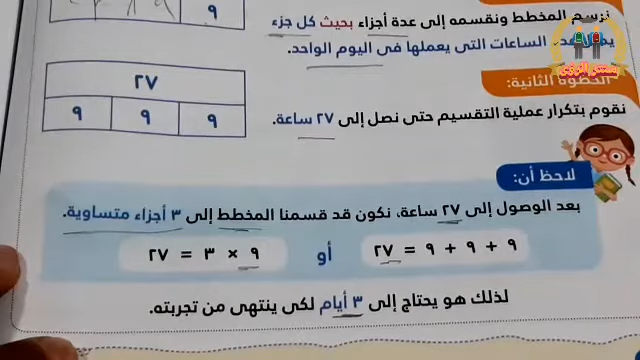 ٩
نرسم المخطط ونقسمه إلى عدة أجزاء بحيث كل جزء
الساعات التى يعملها فى اليوم الواحد.
الخطوة الثانية:
نقوم بتكرار عملية التقسيم حتى نصل إلى ٢٧ ساعة.
٢٧
٩ ٩ ٩
لاحظ أن:
بعد الوصول إلى ٢٧ ساعة، نكون قد قسمنا المخطط إلى ٣ أجزاء متساوية.
٩ + ٩ + ٩ = ٢٧ أو ٩ × ٣ = ٢٧
لذلك هو يحتاج إلى ٣ أيام لكى ينتهى من تجربته.